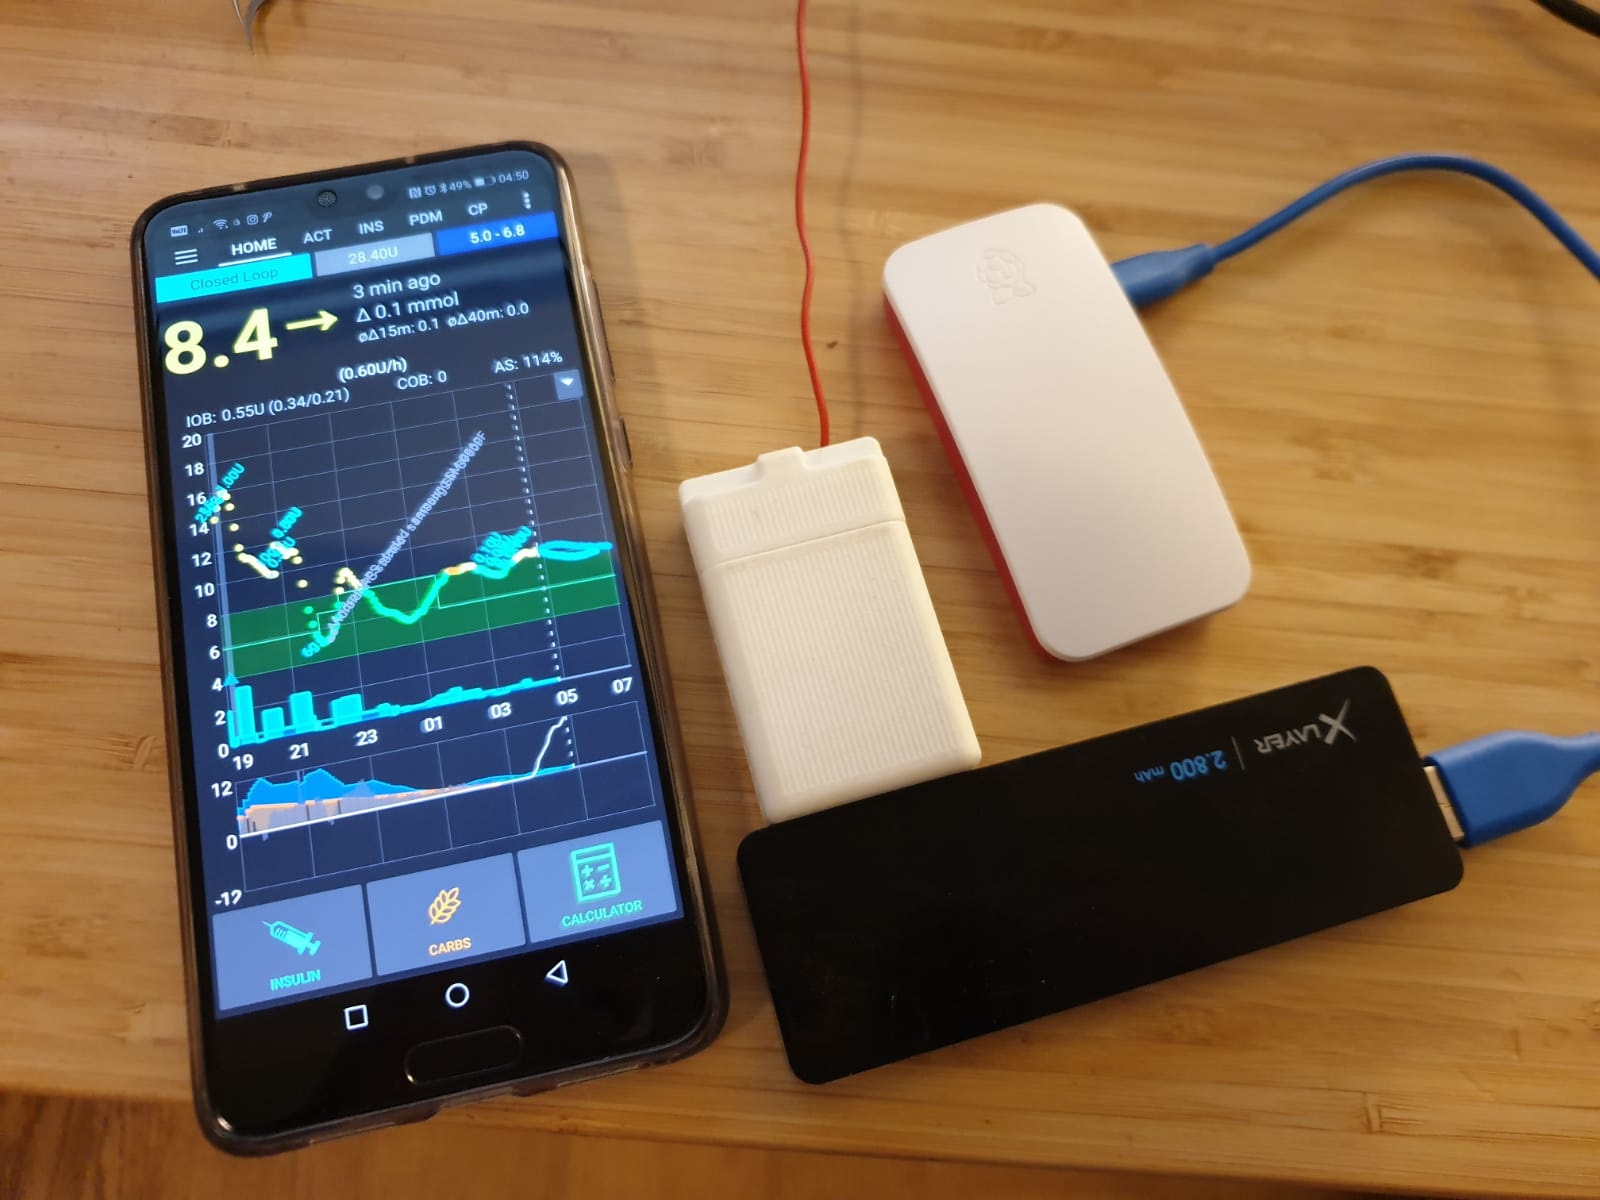 49% 04:50
HOME ACT INS PDM CP
Closed Loop 28.40U 5.0 - 6.8
8.4→ 3 min ago
Δ 0.1 mmol
øΔ15m: 0.1 øΔ40m: 0.0
(0.60U/h)
IOB: 0.55U (0.34/0.21) COB: 0 AS: 114%
20
18
16
14
12
10
8
6
4
2
0
19 21 23 01 03 05 07
12
0
-12
INSULIN CARBS CALCULATOR
X LAYER | 2.800 mAh